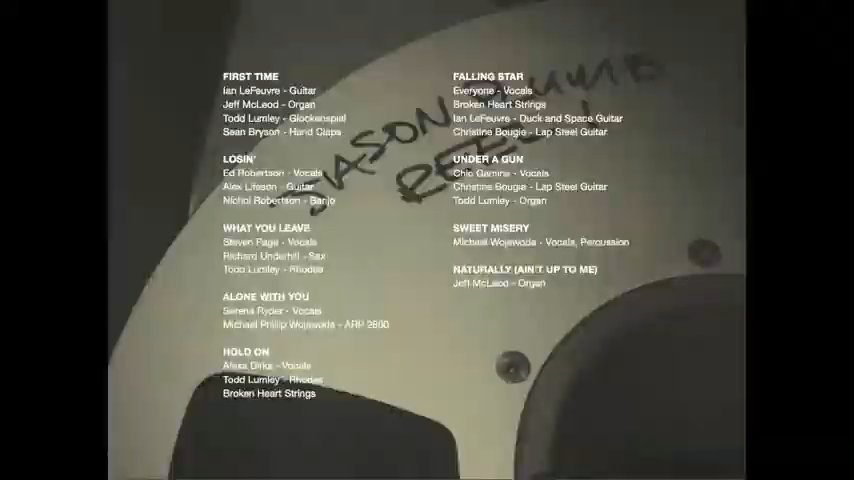 FIRST TIME
Ian LeFeuvre - Guitar
Jeff McLeod - Organ
Todd Lumley - Glockenspiel
Sean Bryson - Hand Claps
LOSIN'
Ed Robertson - Vocals
Alex Lifeson - Guitar
Nichol Robertson - Banjo
WHAT YOU LEAVE
Steven Page - Vocals
Richard Underhill - Sax
Todd Lumley - Rhodes
ALONE WITH YOU
Serena Ryder - Vocals
Michael Phillip Wojewoda - ARP 2600
HOLD ON
Alexa Dirks - Vocals
Todd Lumley - Rhodes
Broken Heart Strings
FALLING STAR
Everyone - Vocals
Broken Heart Strings
Ian LeFeuvre - Duck and Space Guitar
Christine Bougie - Lap Steel Guitar
UNDER A GUN
Chic Gamine - Vocals
Christine Bougie - Lap Steel Guitar
Todd Lumley - Organ
SWEET MISERY
Michael Wojewoda - Vocals, Percussion
NATURALLY (AIN'T UP TO ME)
Jeff McLeod - Organ
JASON
REEL